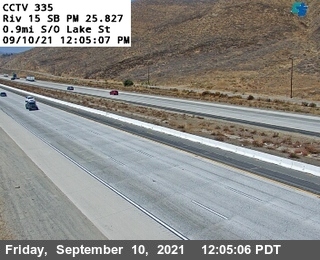 CCTV 335
Riv 15 SB PM 25.827
0.9mi S/O Lake St
09/10/21 12:05:07 PM
Friday, September 10, 2021 12:05:06 PDT